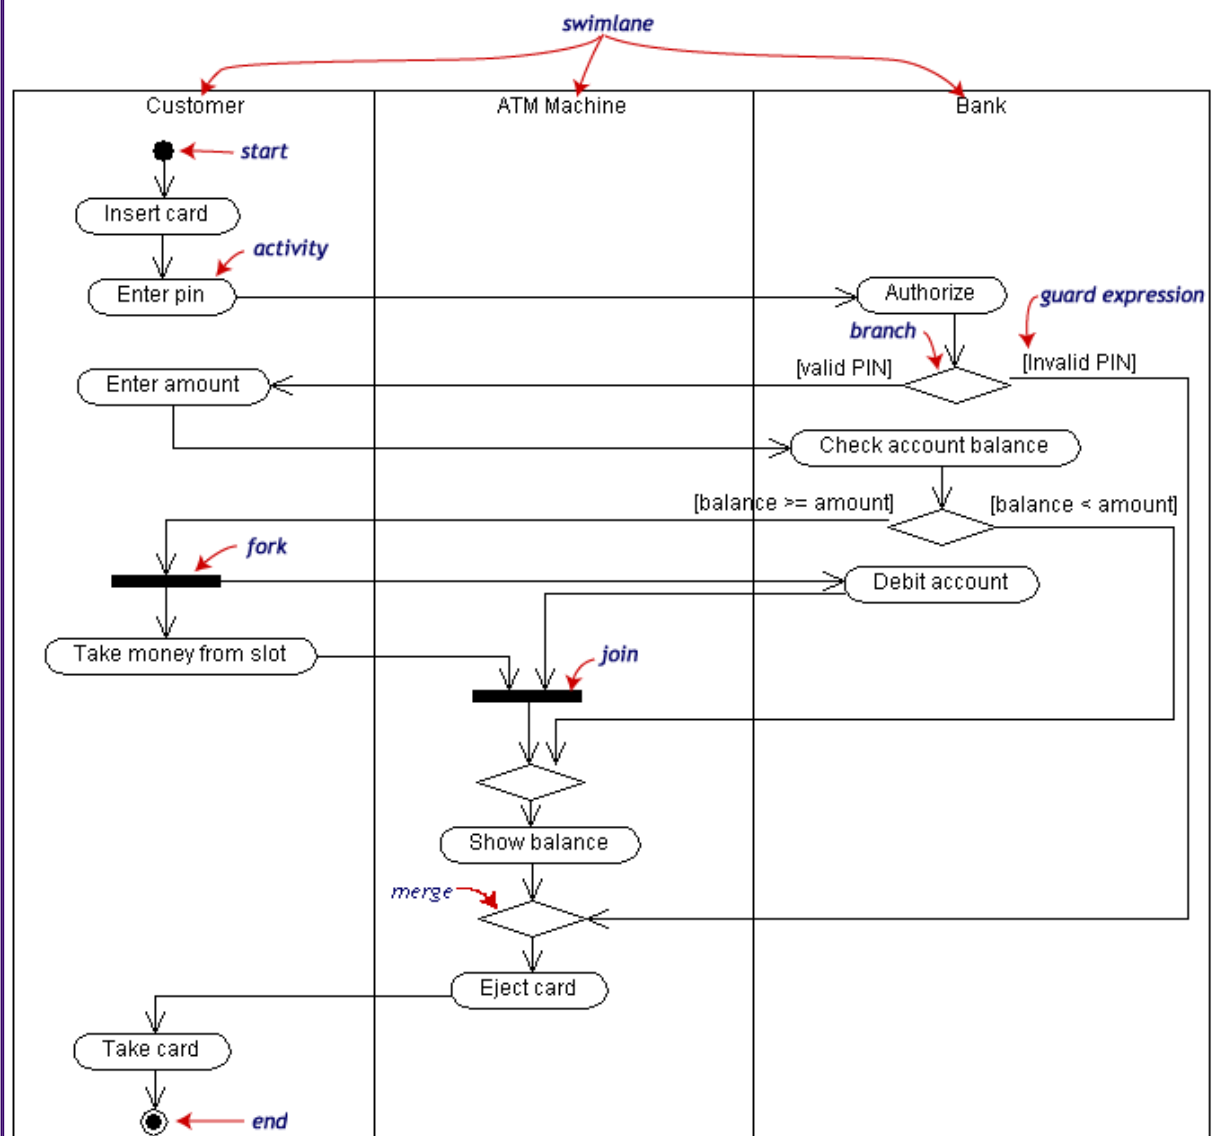 swimlane
Customer
ATM Machine
Bank
start
Insert card
activity
Enter pin
Authorize
guard expression
branch
[valid PIN]
[Invalid PIN]
Enter amount
Check account balance
[balance >= amount]
[balance < amount]
fork
Debit account
Take money from slot
join
Show balance
merge
Eject card
Take card
end